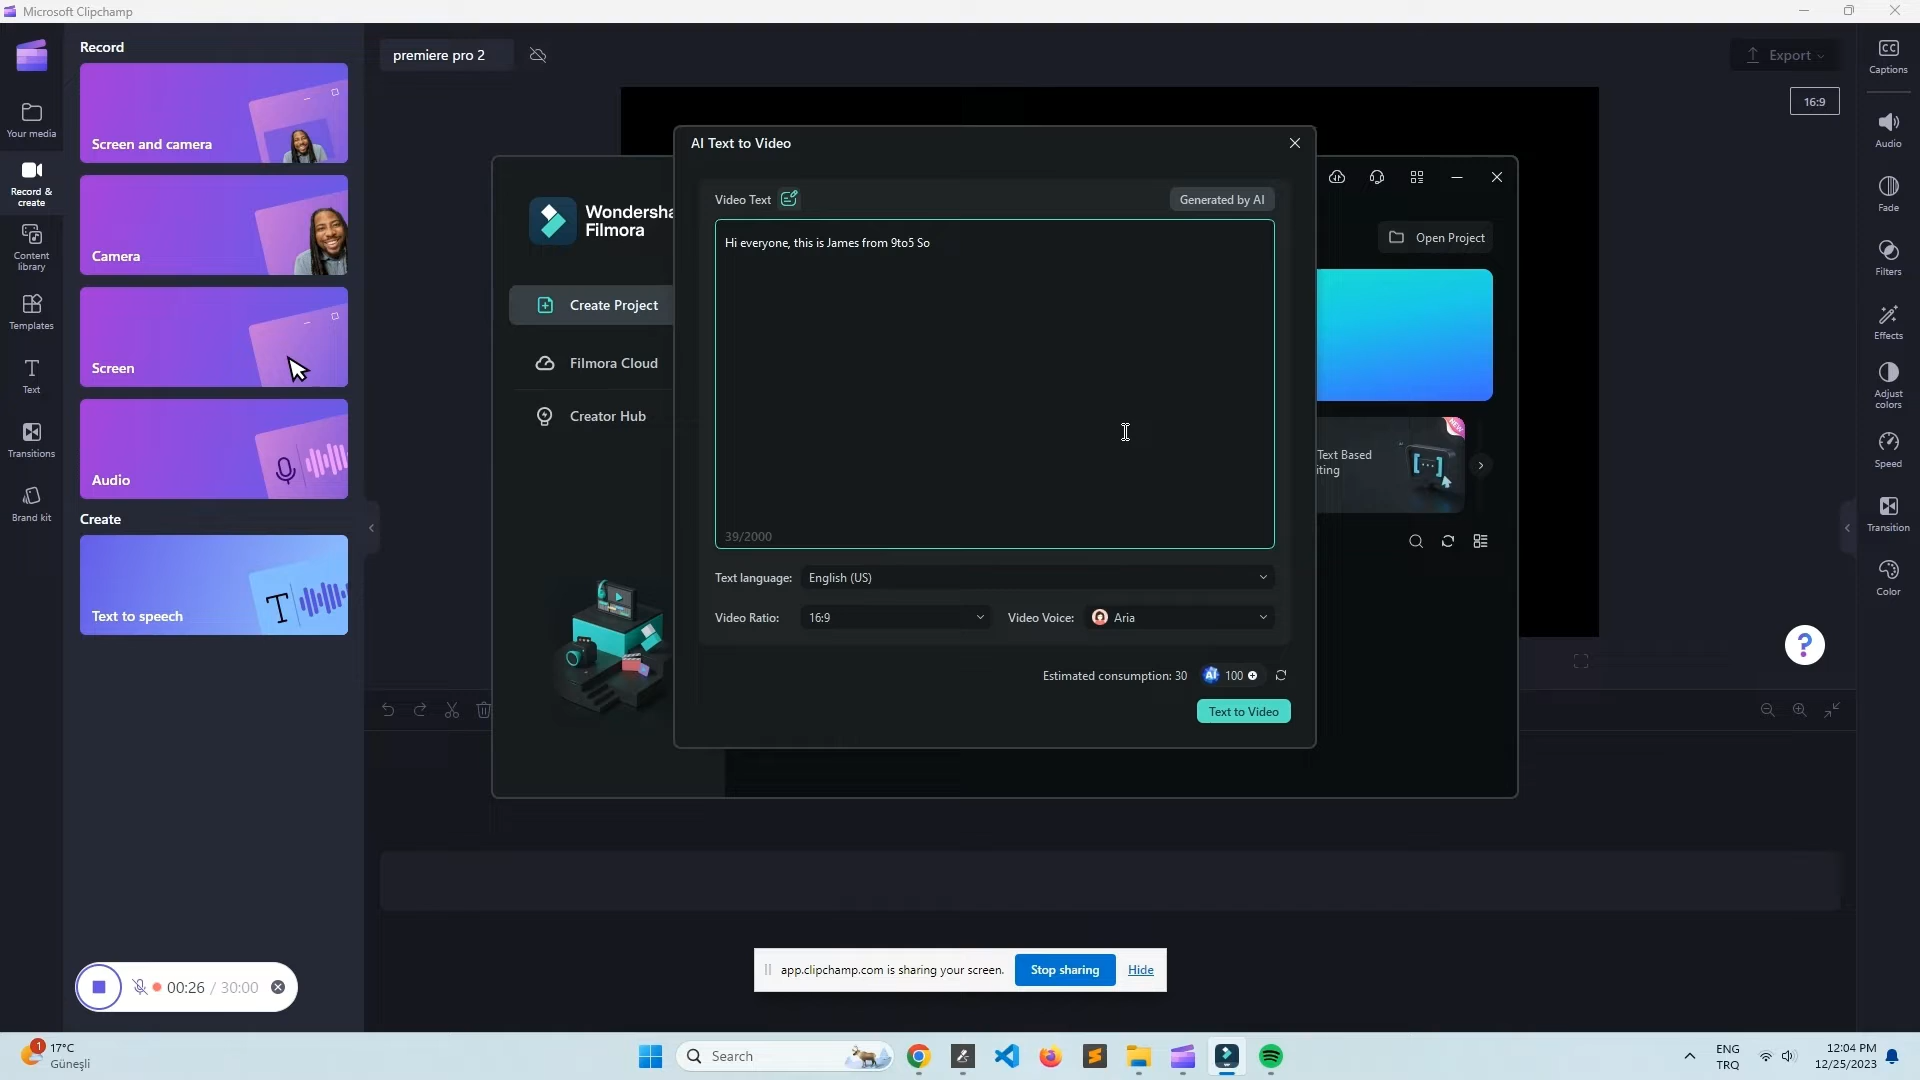 Microsoft Clipchamp
Record
premiere pro 2
Export
Captions
16:9
Your media
Screen and camera
Audio
Record & create
Camera
Fade
Content library
Filters
Templates
Screen
Effects
Text
Adjust colors
Transitions
Audio
Speed
Brand kit
Create
Transition
Text to speech
Color
AI Text to Video
Video Text
Generated by AI
Hi everyone, this is James from 9to5 So
39/2000
Text language:
English (US)
Video Ratio:
16:9
Video Voice:
Aria
Estimated consumption: 30
AI 100
Text to Video
Wondersha
Filmora
Open Project
Create Project
Filmora Cloud
Creator Hub
NEW
Text Based
iting
00:26 / 30:00
app.clipchamp.com is sharing your screen.
Stop sharing
Hide
1
17°C
Güneşli
Search
ENG
TRQ
12:04 PM
12/25/2023